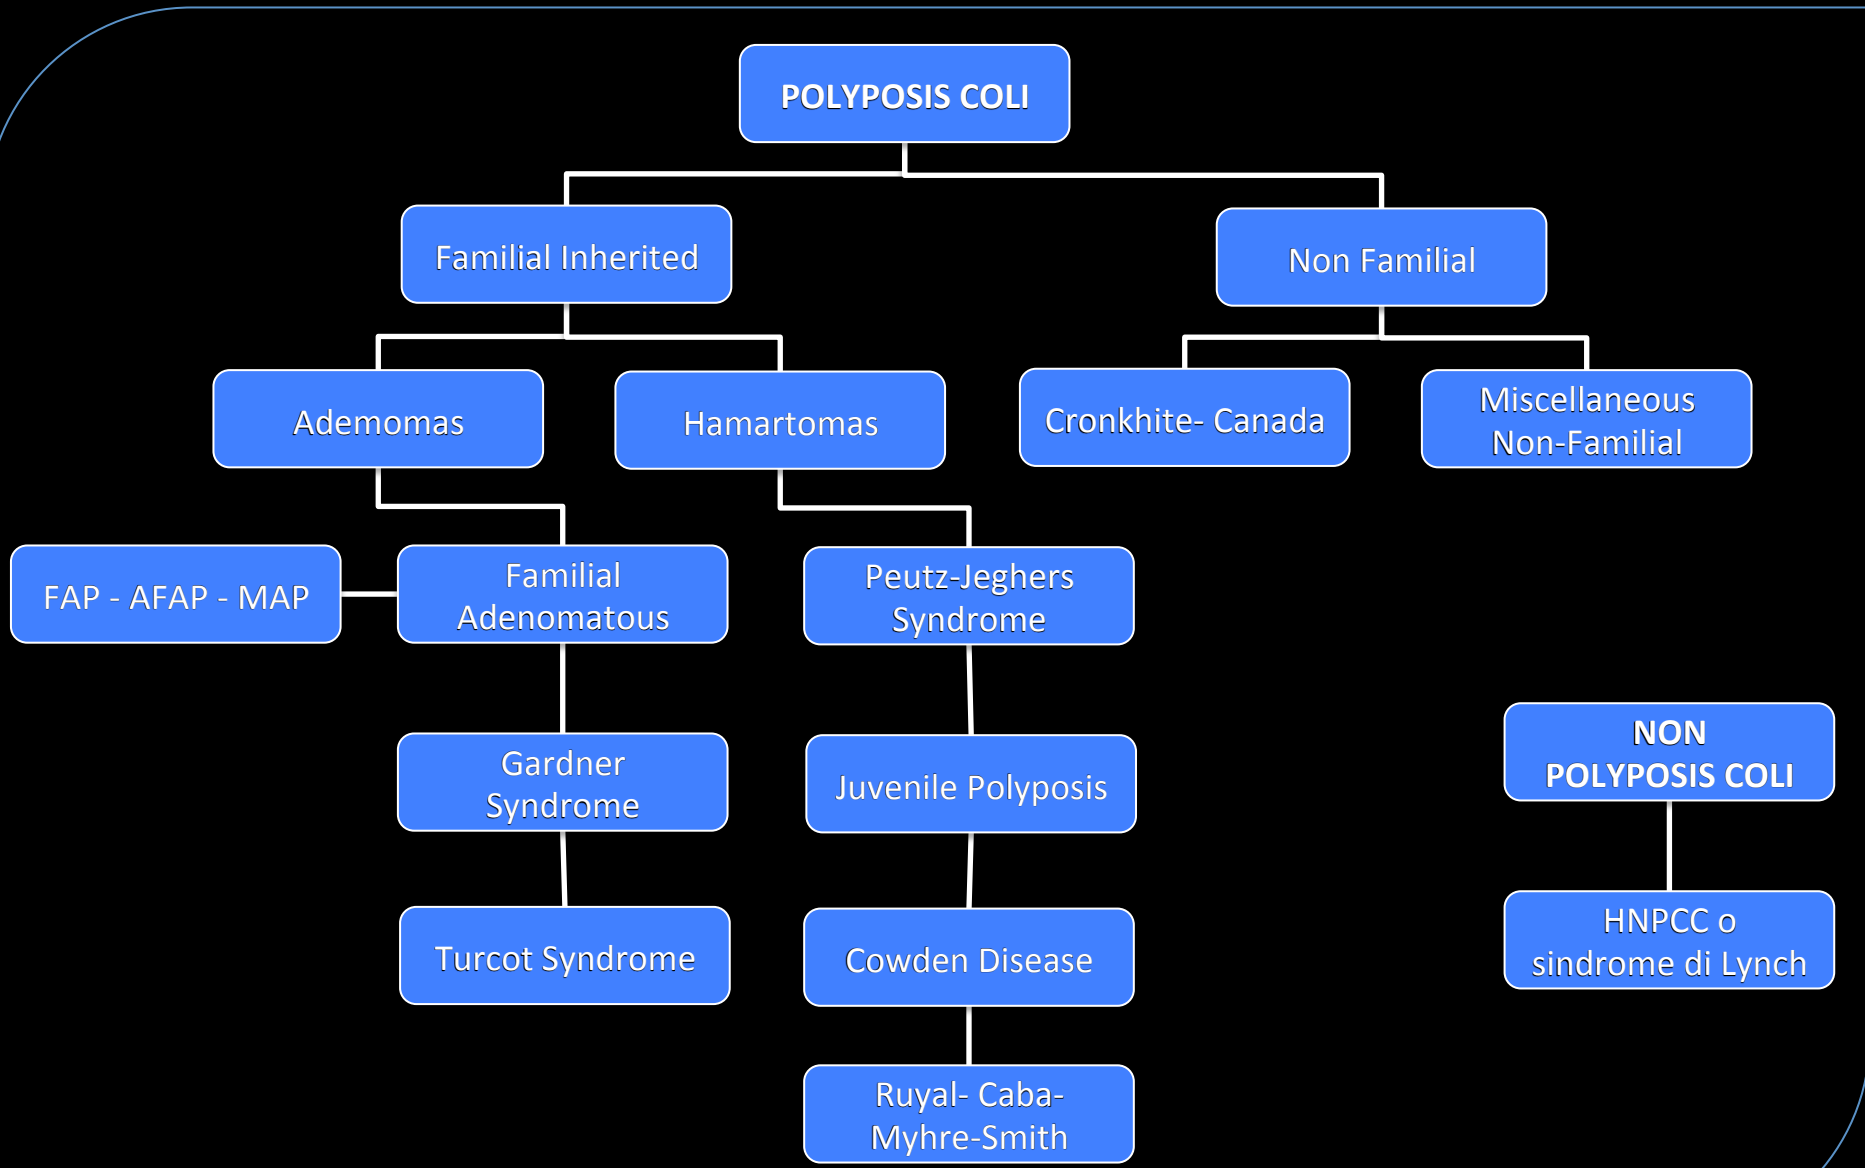 POLYPOSIS COLI
Familial Inherited
Non Familial
Ademomas
Hamartomas
Cronkhite- Canada
Miscellaneous
Non-Familial
FAP - AFAP - MAP
Familial
Adenomatous
Peutz-Jeghers
Syndrome
Gardner
Syndrome
Juvenile Polyposis
NON
POLYPOSIS COLI
Turcot Syndrome
Cowden Disease
HNPCC o
sindrome di Lynch
Ruyal- Caba-
Myhre-Smith